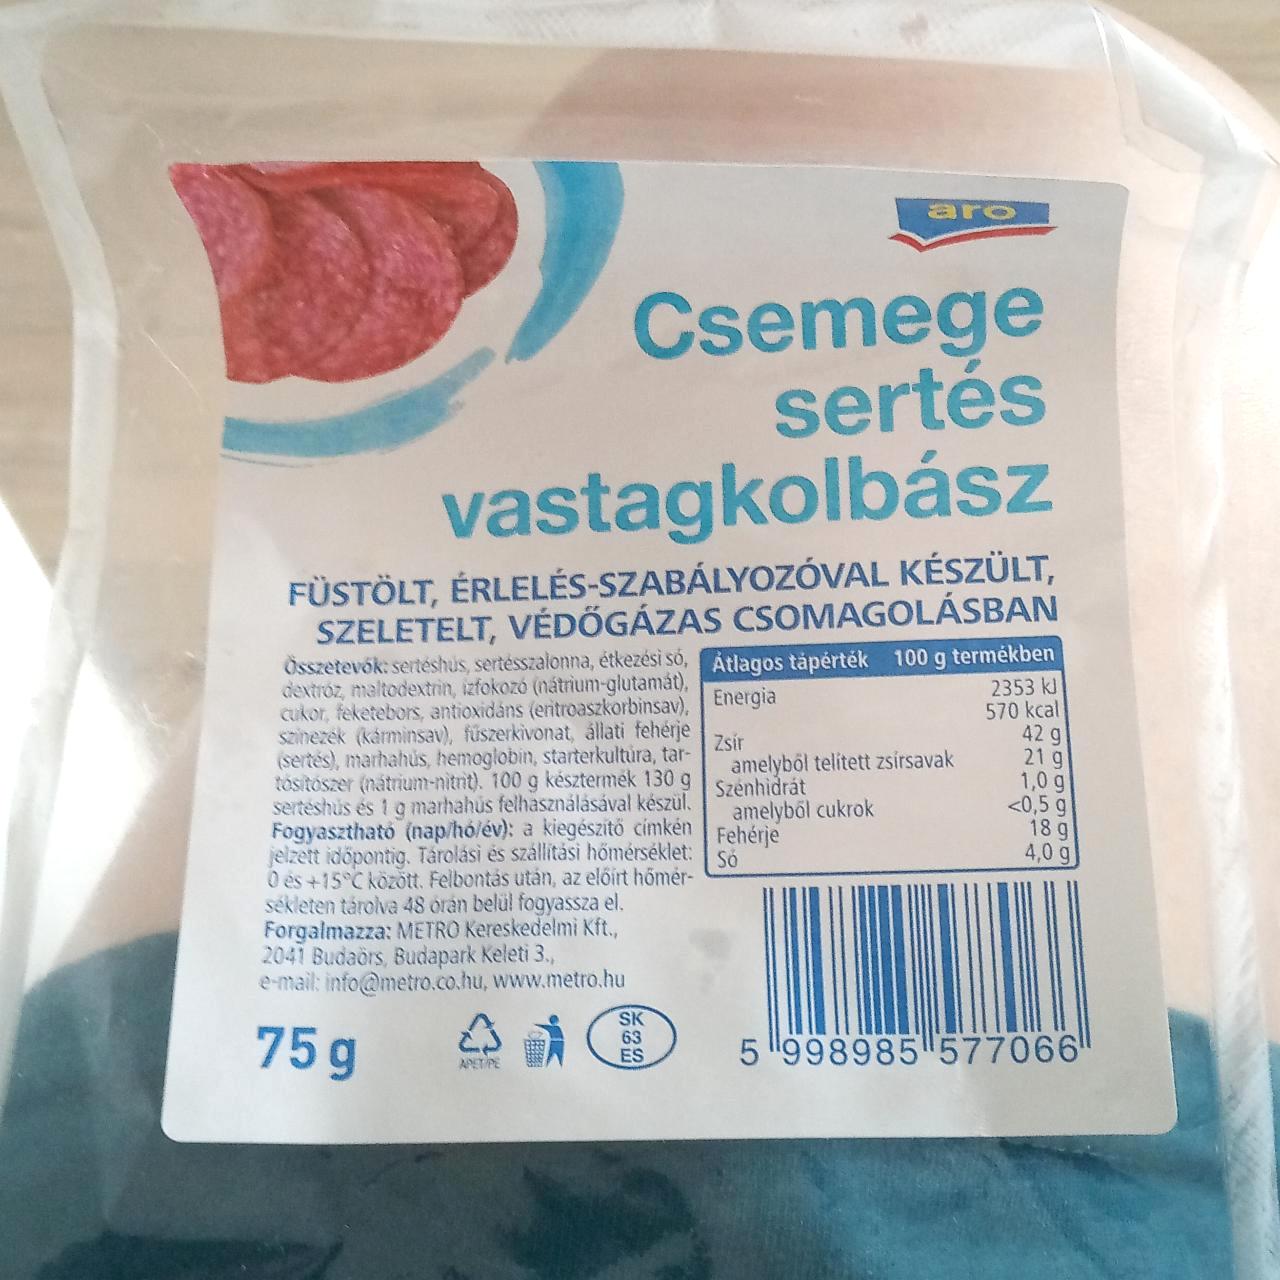 aro
Csemege
sertés
vastagkolbász
FÜSTÖLT, ÉRLELÉS-SZABÁLYOZÓVAL KÉSZÜLT,
SZELETELT, VÉDŐGÁZAS CSOMAGOLÁSBAN
Összetevők: sertéshús, sertésszalonna, étkezési só,
dextróz, maltodextrin, ízfokozó (nátrium-glutamát),
cukor, feketebors, antioxidáns (eritroaszkorbinsav),
színezék (kárminsav), fűszerkivonat, állati fehérje
(sertés), marhahús, hemoglobin, starterkultúra, tar-
tósítószer (nátrium-nitrit). 100 g késztermék 130 g
sertéshús és 1 g marhahús felhasználásával készül.
Fogyasztható (nap/hó/év): a kiegészítő címkén
jelzett időpontig. Tárolási és szállítási hőmérséklet:
0 és +15°C között. Felbontás után, az előírt hőmér-
sékleten tárolva 48 órán belül fogyassza el.
Forgalmazza: METRO Kereskedelmi Kft.,
2041 Budaörs, Budapark Keleti 3.,
e-mail: info@metro.co.hu, www.metro.hu
Átlagos tápérték 100 g termékben
Energia 2353 kJ
570 kcal
Zsír 42 g
amelyből telített zsírsavak 21 g
Szénhidrát 1,0 g
amelyből cukrok <0,5 g
Fehérje 18 g
Só 4,0 g
75 g
APET/PE
SK
63
ES
5 998985 577066